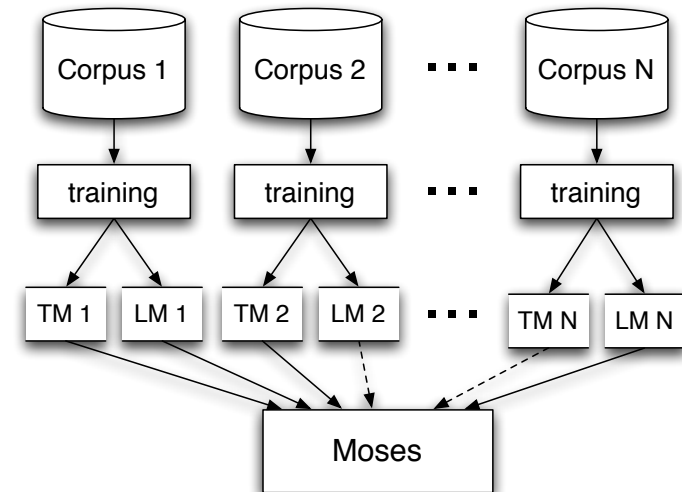 Corpus 1
Corpus 2
Corpus N
training
training
training
TM 1
LM 1
TM 2
LM 2
TM N
LM N
Moses